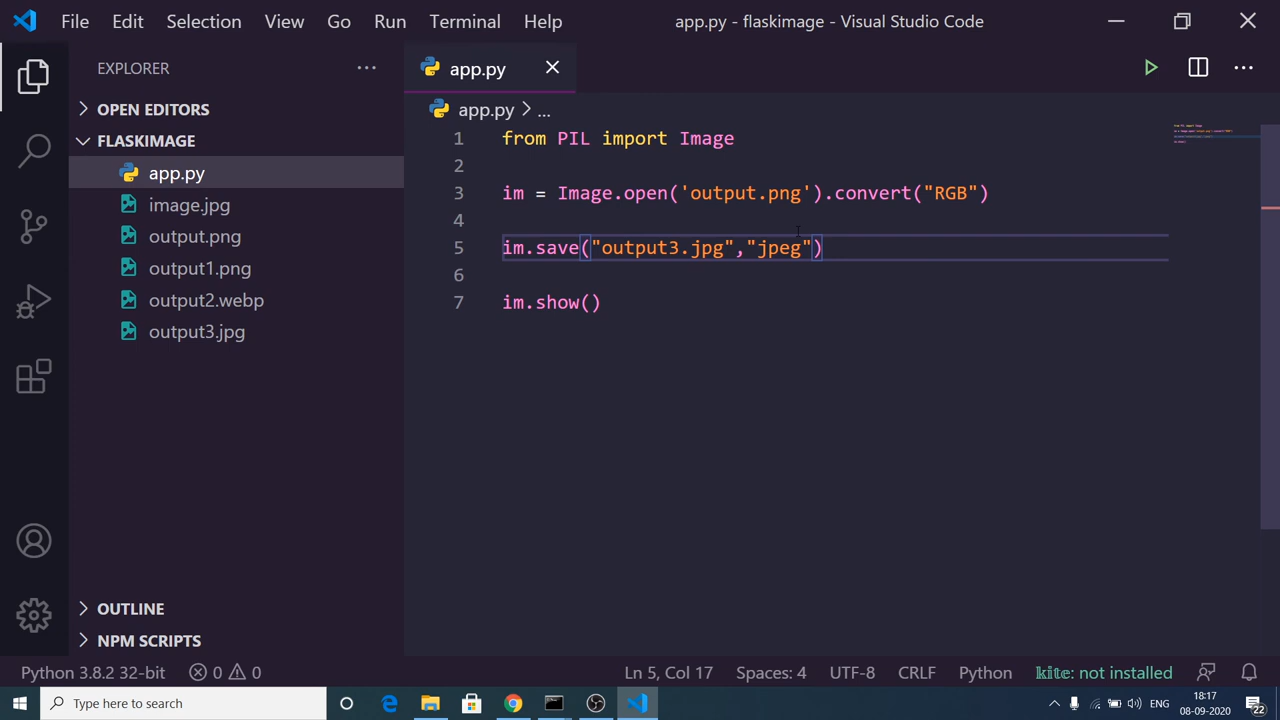 File Edit Selection View Go Run Terminal Help
app.py - flaskimage - Visual Studio Code
EXPLORER
OPEN EDITORS
FLASKIMAGE
app.py
image.jpg
output.png
output1.png
output2.webp
output3.jpg
OUTLINE
NPM SCRIPTS
app.py
app.py > ...
1 from PIL import Image
2
3 im = Image.open('output.png').convert("RGB")
4
5 im.save("output3.jpg","jpeg")
6
7 im.show()
Python 3.8.2 32-bit 0 0 Ln 5, Col 17 Spaces: 4 UTF-8 CRLF Python kite: not installed
Type here to search
ENG
18:17
08-09-2020
22